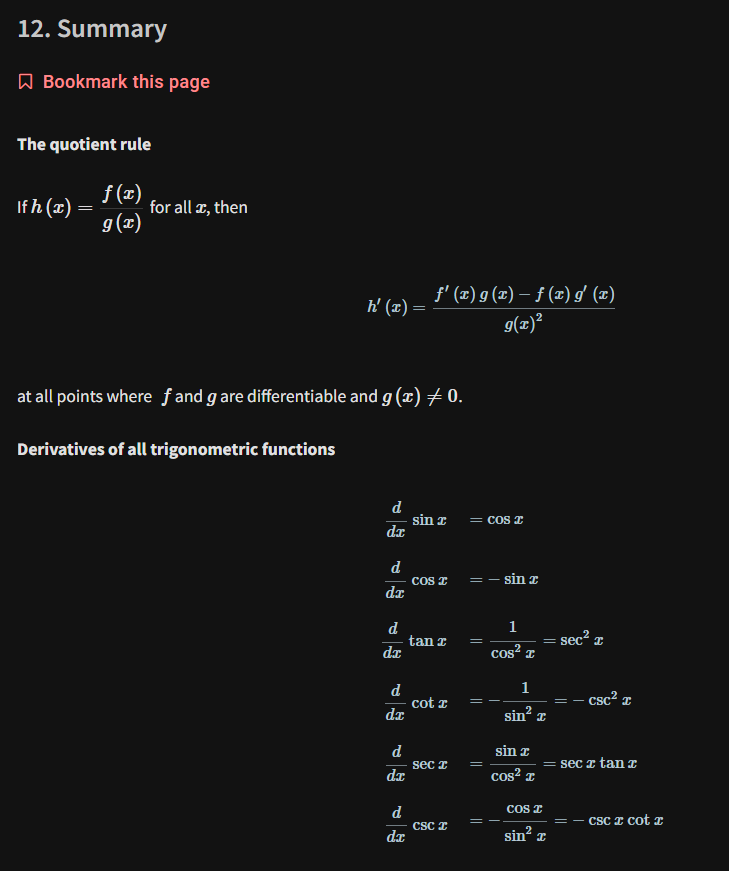 12. Summary
Bookmark this page
The quotient rule
If h (x) = f (x) / g (x) for all x, then
h′ (x) = f′ (x) g (x) − f (x) g′ (x) / g(x)²
at all points where f and g are differentiable and g (x) ≠ 0.
Derivatives of all trigonometric functions
d/dx sin x = cos x
d/dx cos x = − sin x
d/dx tan x = 1/cos² x = sec² x
d/dx cot x = − 1/sin² x = − csc² x
d/dx sec x = sin x/cos² x = sec x tan x
d/dx csc x = − cos x/sin² x = − csc x cot x